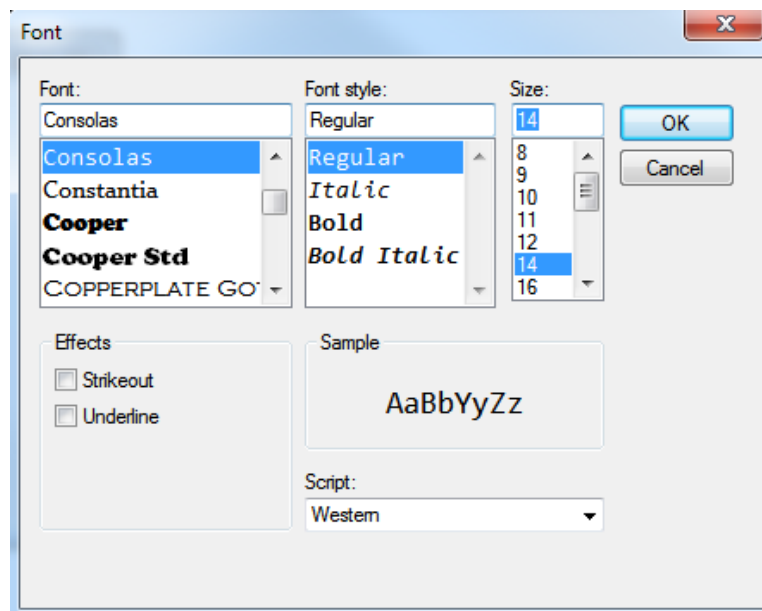 Font
Font:
Font style:
Size:
Consolas
Regular
14
OK
Cancel
Consolas
Constantia
Cooper
Cooper Std
COPPERPLATE GO
Regular
Italic
Bold
Bold Italic
8
9
10
11
12
14
16
Effects
Strikeout
Underline
Sample
AaBbYyZz
Script:
Western